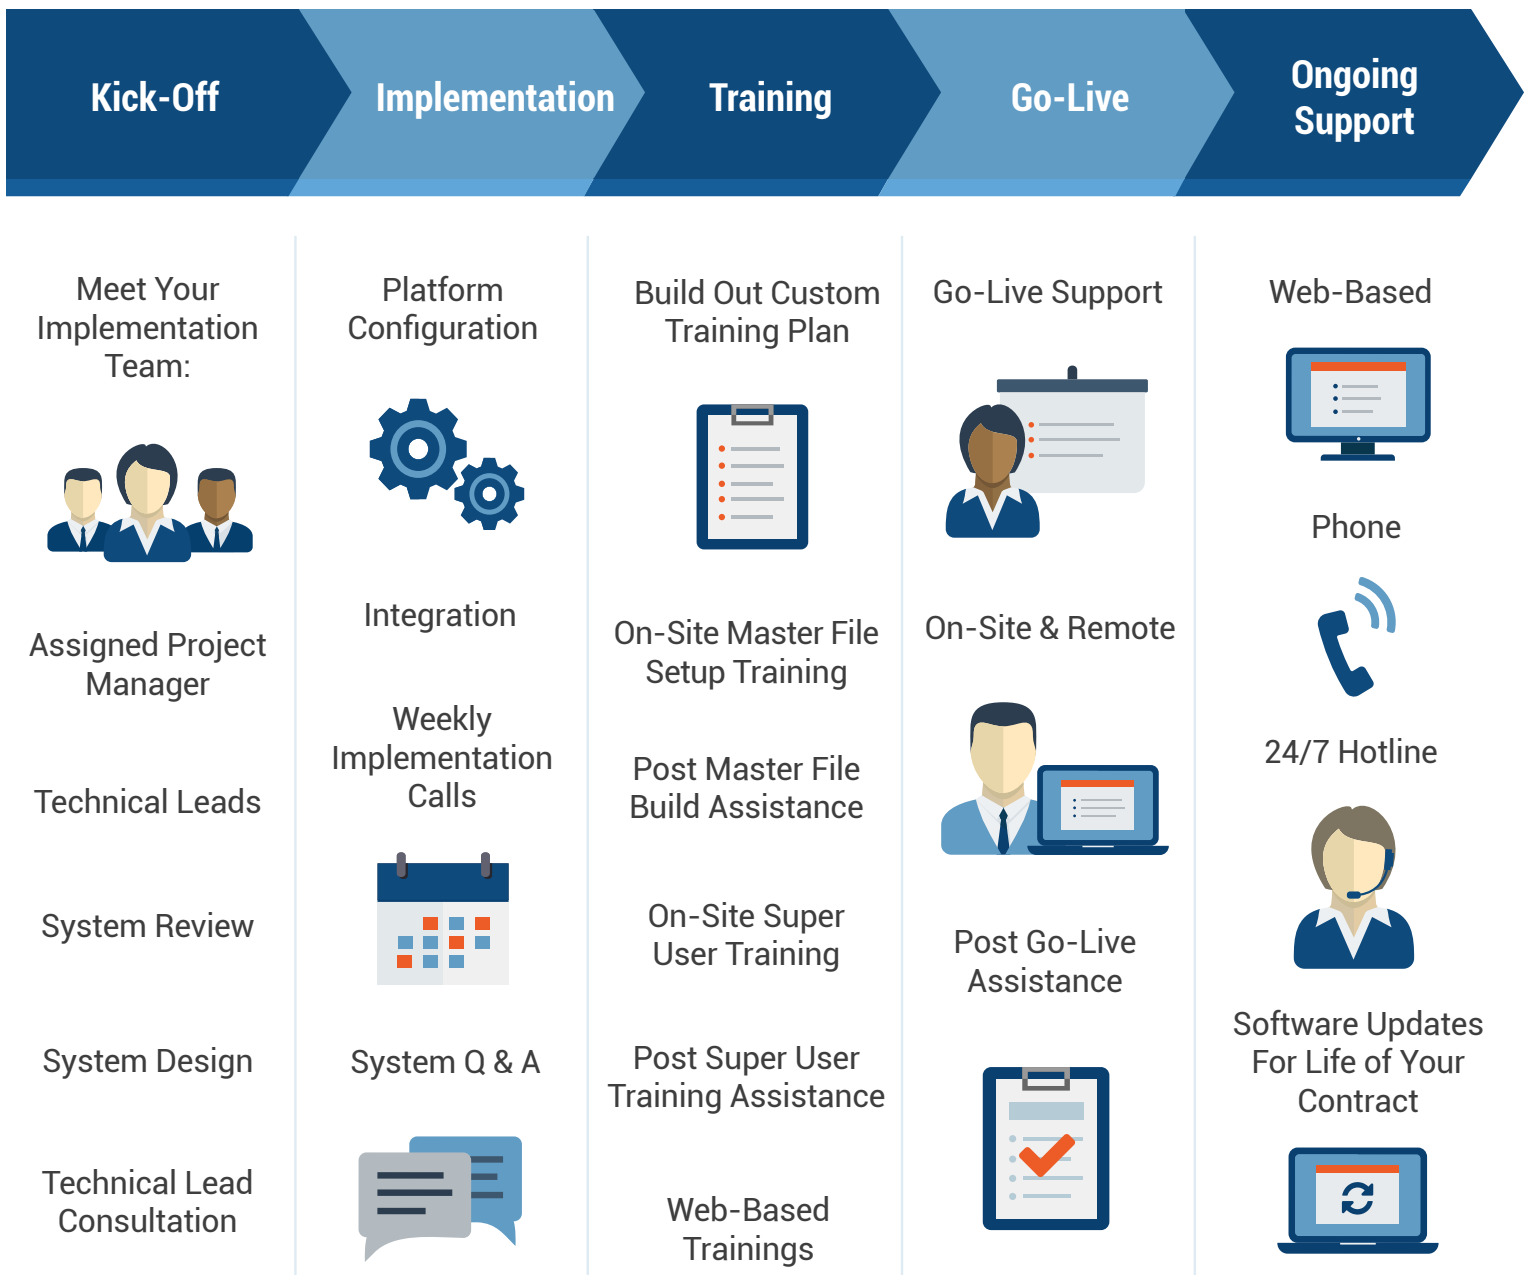 Kick-Off
Implementation
Training
Go-Live
Ongoing
Support
Meet Your
Implementation
Team:
Assigned Project
Manager
Technical Leads
System Review
System Design
Technical Lead
Consultation
Platform
Configuration
Integration
Weekly
Implementation
Calls
System Q & A
Build Out Custom
Training Plan
On-Site Master File
Setup Training
Post Master File
Build Assistance
On-Site Super
User Training
Post Super User
Training Assistance
Web-Based
Trainings
Go-Live Support
On-Site & Remote
Post Go-Live
Assistance
Web-Based
Phone
24/7 Hotline
Software Updates
For Life of Your
Contract